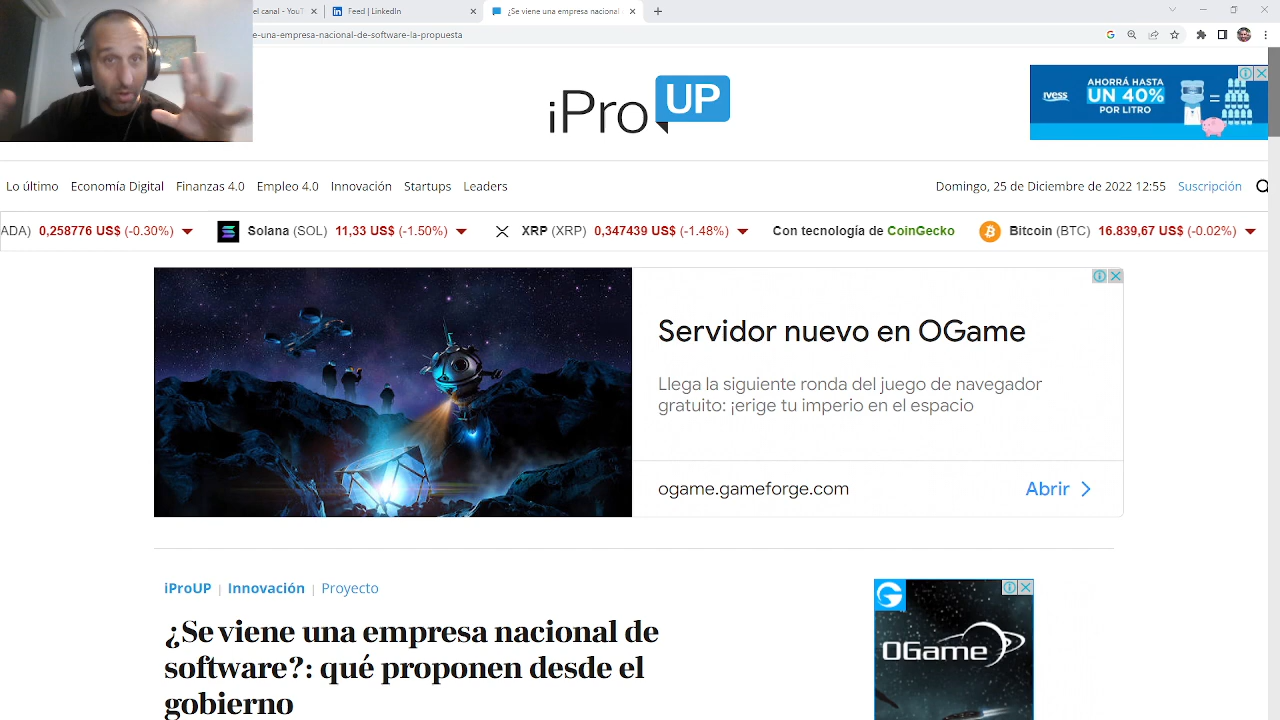 el canal - YouT
Feed | LinkedIn
¿Se viene una empresa nacional
e-una-empresa-nacional-de-software-la-propuesta
iPro UP
IVESS
AHORRÁ HASTA
UN 40%
POR LITRO
Lo último Economía Digital Finanzas 4.0 Empleo 4.0 Innovación Startups Leaders
Domingo, 25 de Diciembre de 2022 12:55 Suscripción
ADA) 0,258776 US$ (-0.30%) Solana (SOL) 11,33 US$ (-1.50%) XRP (XRP) 0,347439 US$ (-1.48%) Con tecnología de CoinGecko Bitcoin (BTC) 16.839,67 US$ (-0.02%)
Servidor nuevo en OGame
Llega la siguiente ronda del juego de navegador
gratuito: ¡erige tu imperio en el espacio
ogame.gameforge.com Abrir
iProUP | Innovación | Proyecto
¿Se viene una empresa nacional de
software?: qué proponen desde el
gobierno
OGame